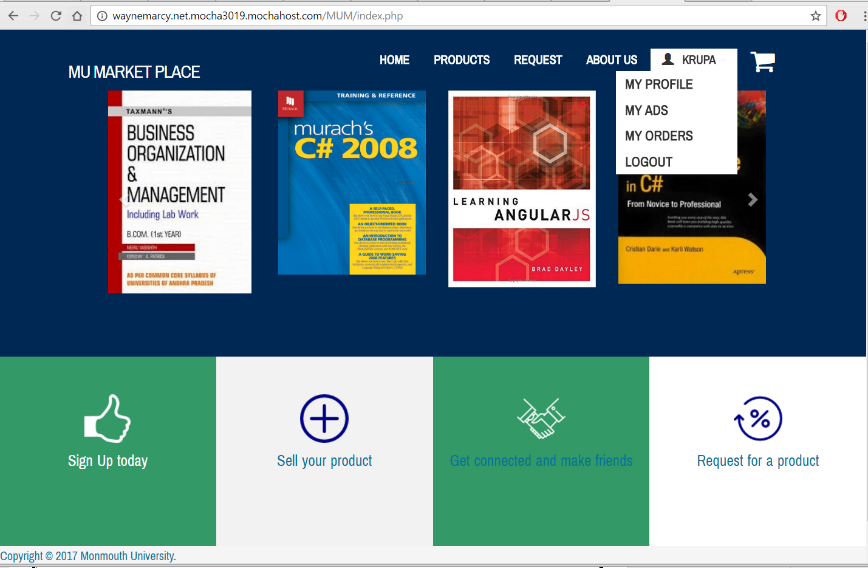 waynemarcy.net.mocha3019.mochahost.com/MUM/index.php
MU MARKET PLACE
HOME PRODUCTS REQUEST ABOUT US KRUPA
MY PROFILE
MY ADS
MY ORDERS
LOGOUT
TAXMANN'S
BUSINESS
ORGANIZATION
&
MANAGEMENT
Including Lab Work
B.COM. (1st YEAR)
AS PER COMMON CORE SYLLABUS OF
UNIVERSITIES OF ANDHRA PRADESH
TRAINING & REFERENCE
murach's
C# 2008
A SELF-PACED,
PROFESSIONAL BOOK
LEARNING
ANGULARJS
BRAD DAYLEY
in C#
From Novice to Professional
Cristian Darie and Karli Watson
APRESS
Sign Up today
Sell your product
Get connected and make friends
Request for a product
Copyright © 2017 Monmouth University.